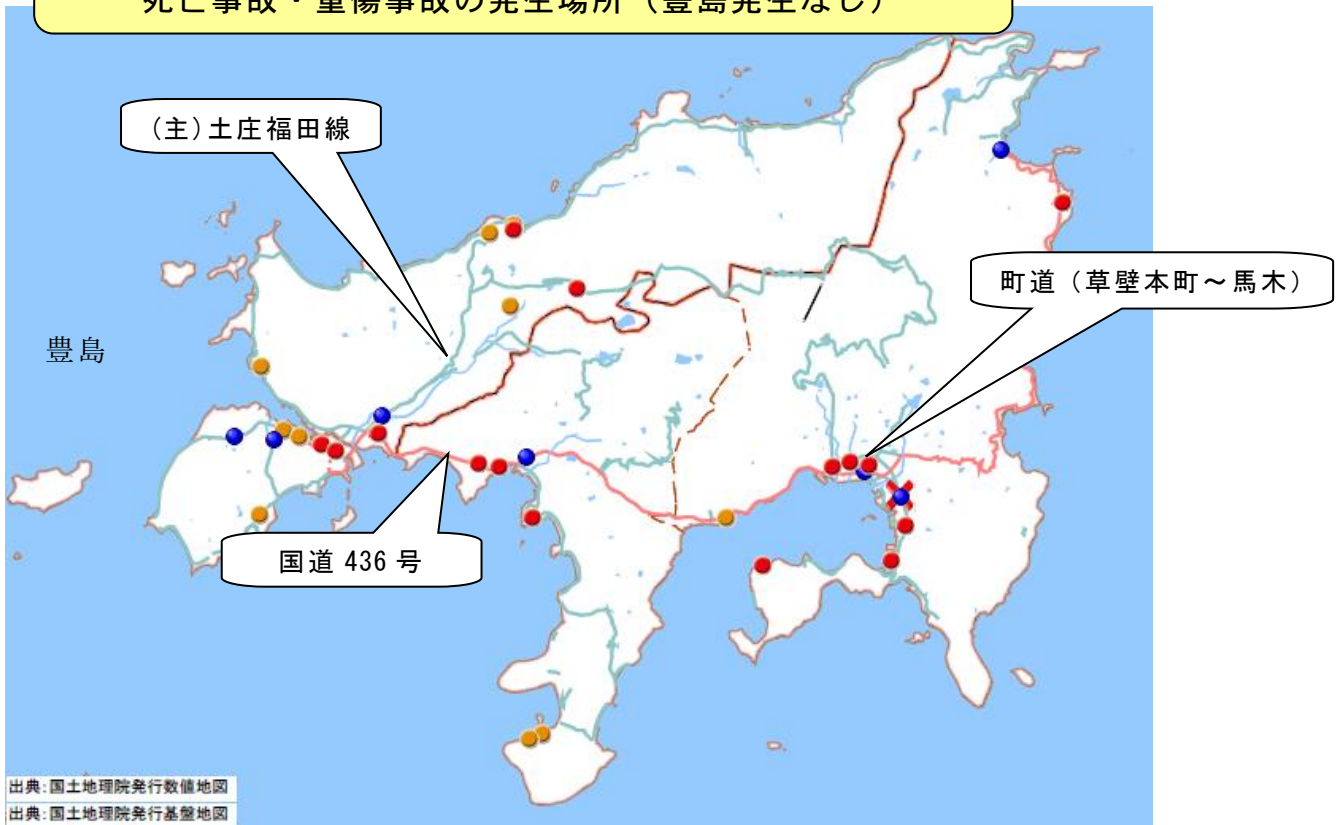 死亡事故・重傷事故の発生場所（豊島発生なし）
(主)土庄福田線
町道（草壁本町～馬木）
豊島
国道 436 号
出典:国土地理院発行数値地図
出典:国土地理院発行基盤地図